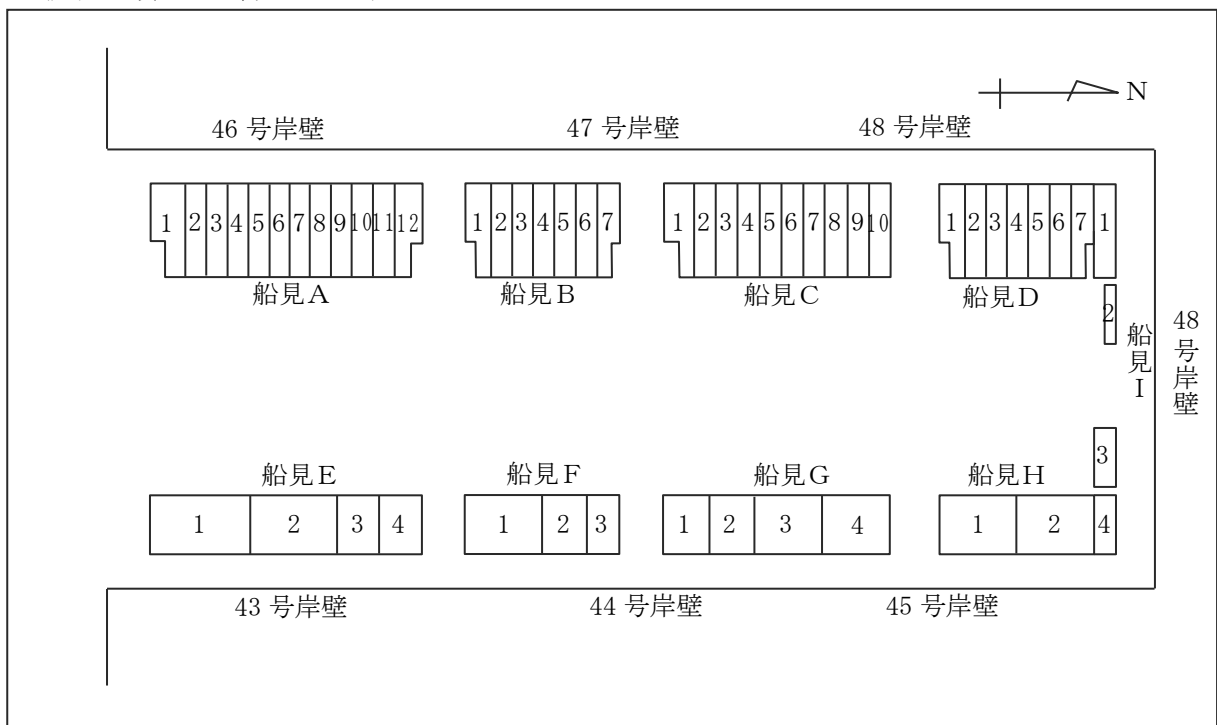 N
46 号岸壁
47 号岸壁
48 号岸壁
1 2 3 4 5 6 7 8 9 10 11 12
1 2 3 4 5 6 7
1 2 3 4 5 6 7 8 9 10
1 2 3 4 5 6 7 1
船見A
船見B
船見C
船見D
2
船見I
48号岸壁
3
船見E
船見F
船見G
船見H
1 2 3 4
1 2 3
1 2 3 4
1 2 4
43 号岸壁
44 号岸壁
45 号岸壁